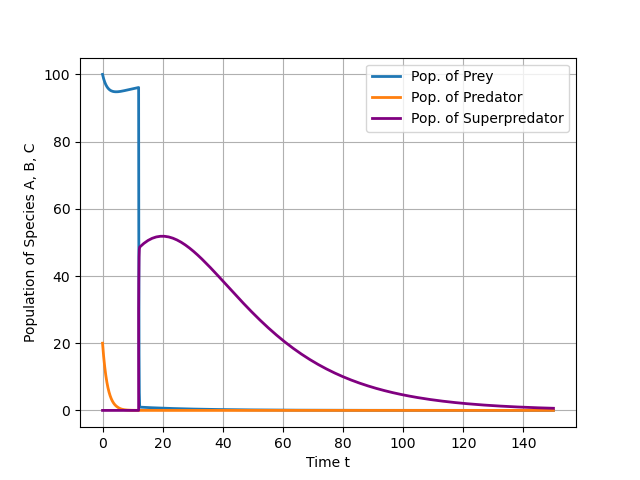 Pop. of Prey
Pop. of Predator
Pop. of Superpredator
Population of Species A, B, C
100
80
60
40
20
0
0 20 40 60 80 100 120 140
Time t